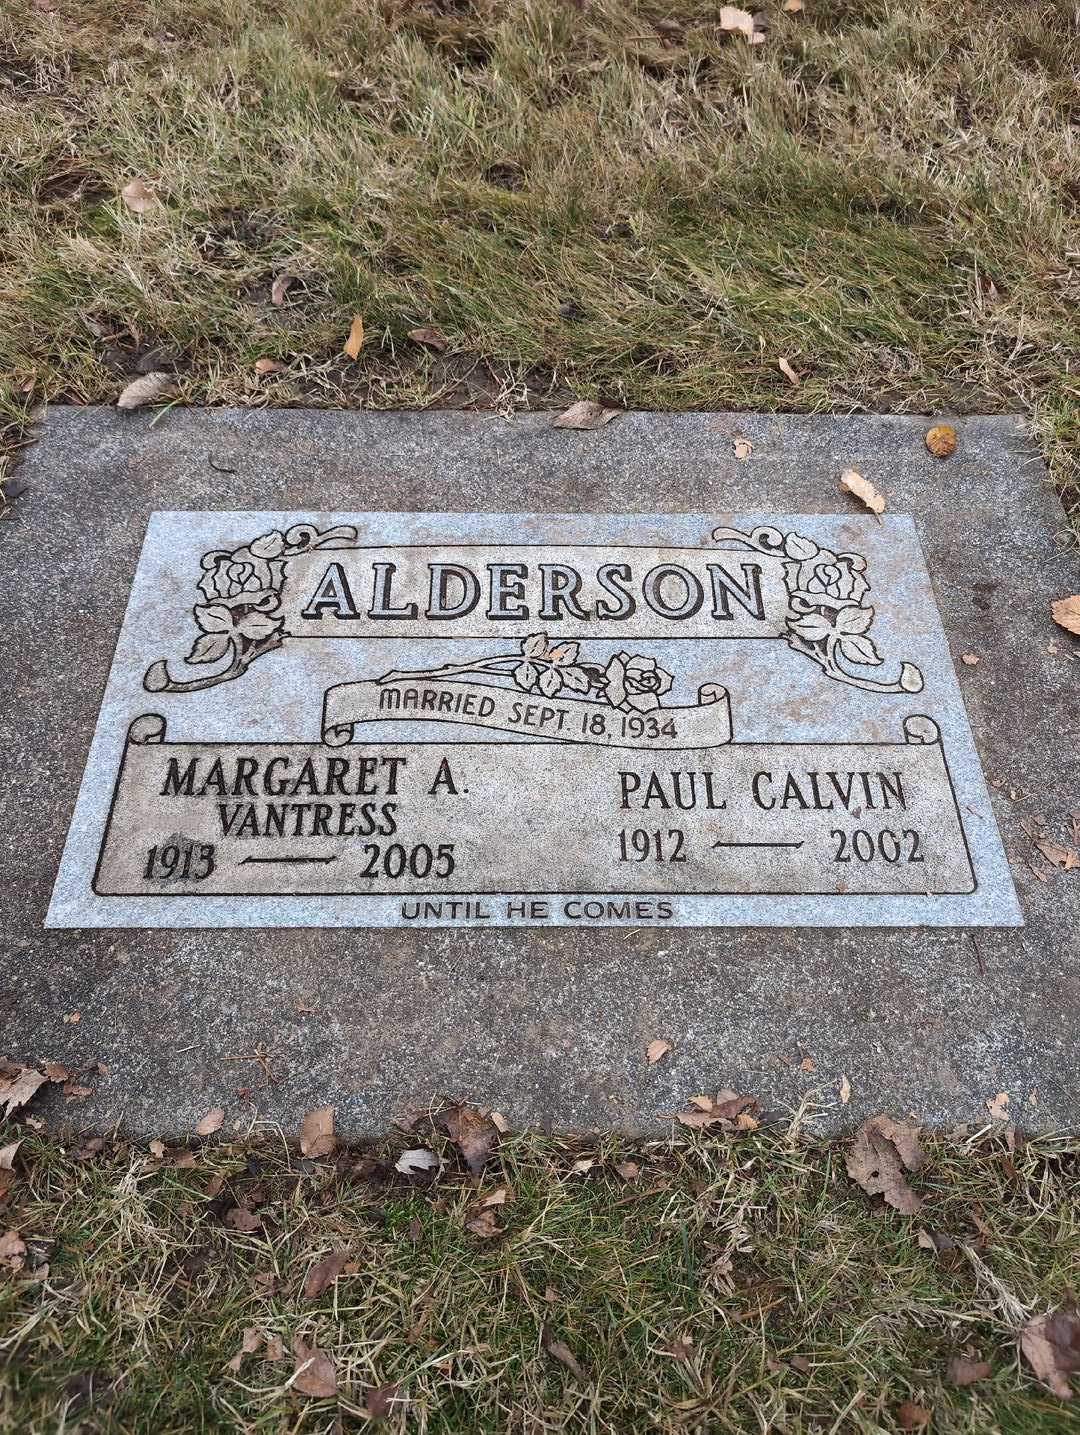 ALDERSON
MARRIED SEPT. 18, 1934
MARGARET A.
VANTRESS
1913 — 2005
PAUL CALVIN
1912 — 2002
UNTIL HE COMES